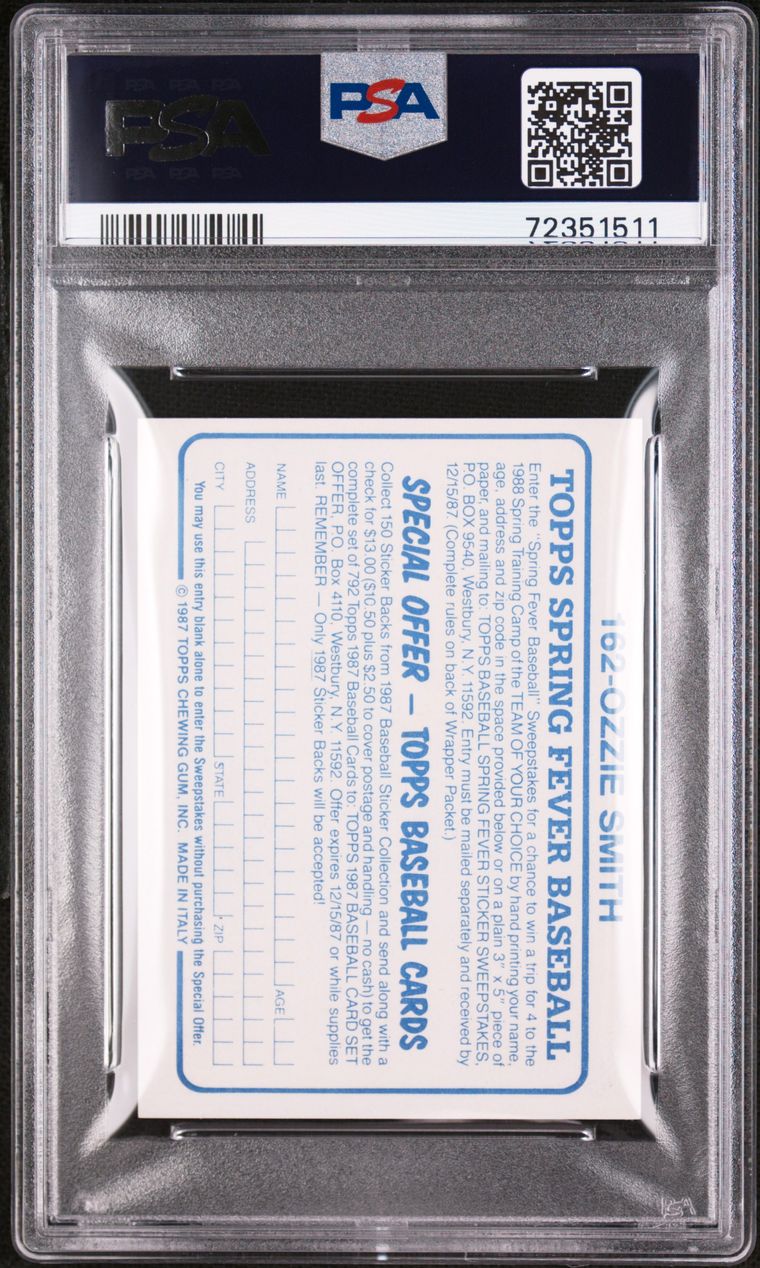 PSA PSA PSA
PSA
PSA PSA PSA
PSA
72351511
162-OZZIE SMITH
TOPPS SPRING FEVER BASEBALL
Enter the "Spring Fever Baseball" Sweepstakes for a chance to win a trip for 4 to the
1988 Spring Training Camp of the TEAM OF YOUR CHOICE by hand printing your name,
age, address and zip code in the space provided below or on a plain 3" x 5" piece of
paper, and mailing to: TOPPS BASEBALL SPRING FEVER STICKER SWEEPSTAKES,
P.O. BOX 9540, Westbury, N.Y. 11592. Entry must be mailed separately and received by
12/15/87 (Complete rules on back of Wrapper Packet.)
SPECIAL OFFER — TOPPS BASEBALL CARDS
Collect 150 Sticker Backs from 1987 Baseball Sticker Collection and send along with a
check for $13.00 ($10.50 plus $2.50 to cover postage and handling — no cash) to get the
complete set of 792 Topps 1987 Baseball Cards to: TOPPS 1987 BASEBALL CARD SET
OFFER, P.O. Box 4110, Westbury, N.Y. 11592. Offer expires 12/15/87 or while supplies
last. REMEMBER — Only 1987 Sticker Backs will be accepted!
NAME AGE
ADDRESS
CITY STATE ZIP
You may use this entry blank alone to enter the Sweepstakes without purchasing the Special Offer.
© 1987 TOPPS CHEWING GUM, INC. MADE IN ITALY
PSA